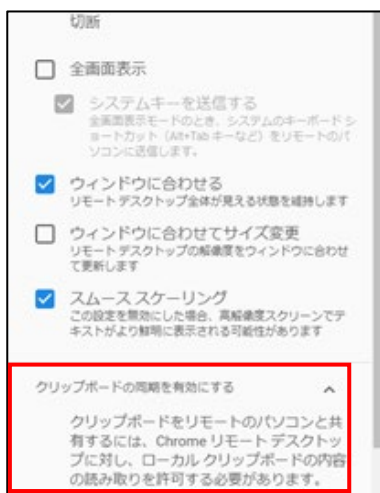 切断
全画面表示
システムキーを送信する
全画面表示モードのとき、システムのキーボード シ
ョートカット（Alt+Tab キーなど）をリモートのパ
ソコンに送信します。
ウィンドウに合わせる
リモート デスクトップ全体が見える状態を維持します
ウィンドウに合わせてサイズ変更
リモート デスクトップの解像度をウィンドウに合わせ
て更新します
スムース スケーリング
この設定を無効にした場合、高解像度スクリーンでテ
キストがより鮮明に表示される可能性があります
クリップボードの同期を有効にする
クリップボードをリモートのパソコンと共
有するには、Chrome リモート デスクトッ
プに対し、ローカル クリップボードの内容
の読み取りを許可する必要があります。